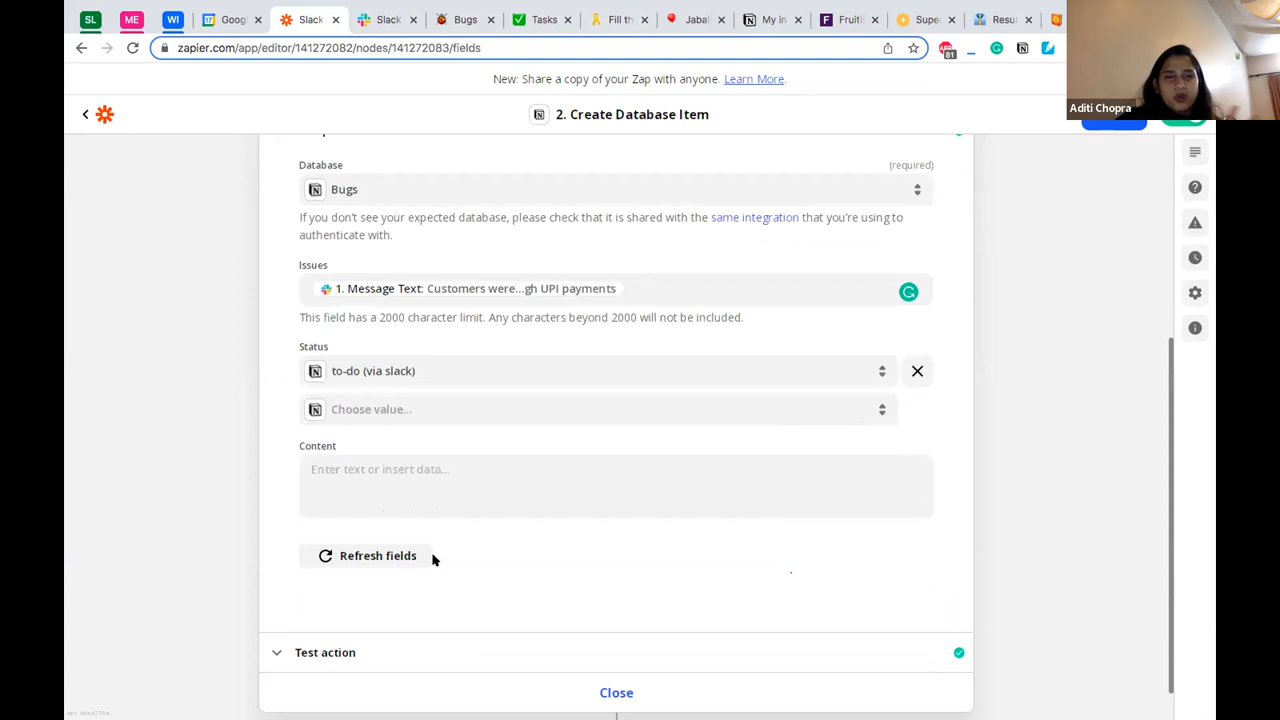 SL
ME
WI
Googl
Slack
Slack
Bugs
Tasks
Fill th
Jabal
My in
Fruiti
Super
Resur
zapier.com/app/editor/141272082/nodes/141272083/fields
81
New: Share a copy of your Zap with anyone. Learn More.
Aditi Chopra
2. Create Database Item
Database
(required)
Bugs
If you don't see your expected database, please check that it is shared with the same integration that you're using to
authenticate with.
Issues
1. Message Text: Customers were...gh UPI payments
This field has a 2000 character limit. Any characters beyond 2000 will not be included.
Status
to-do (via slack)
Choose value...
Content
Enter text or insert data...
Refresh fields
Test action
Close